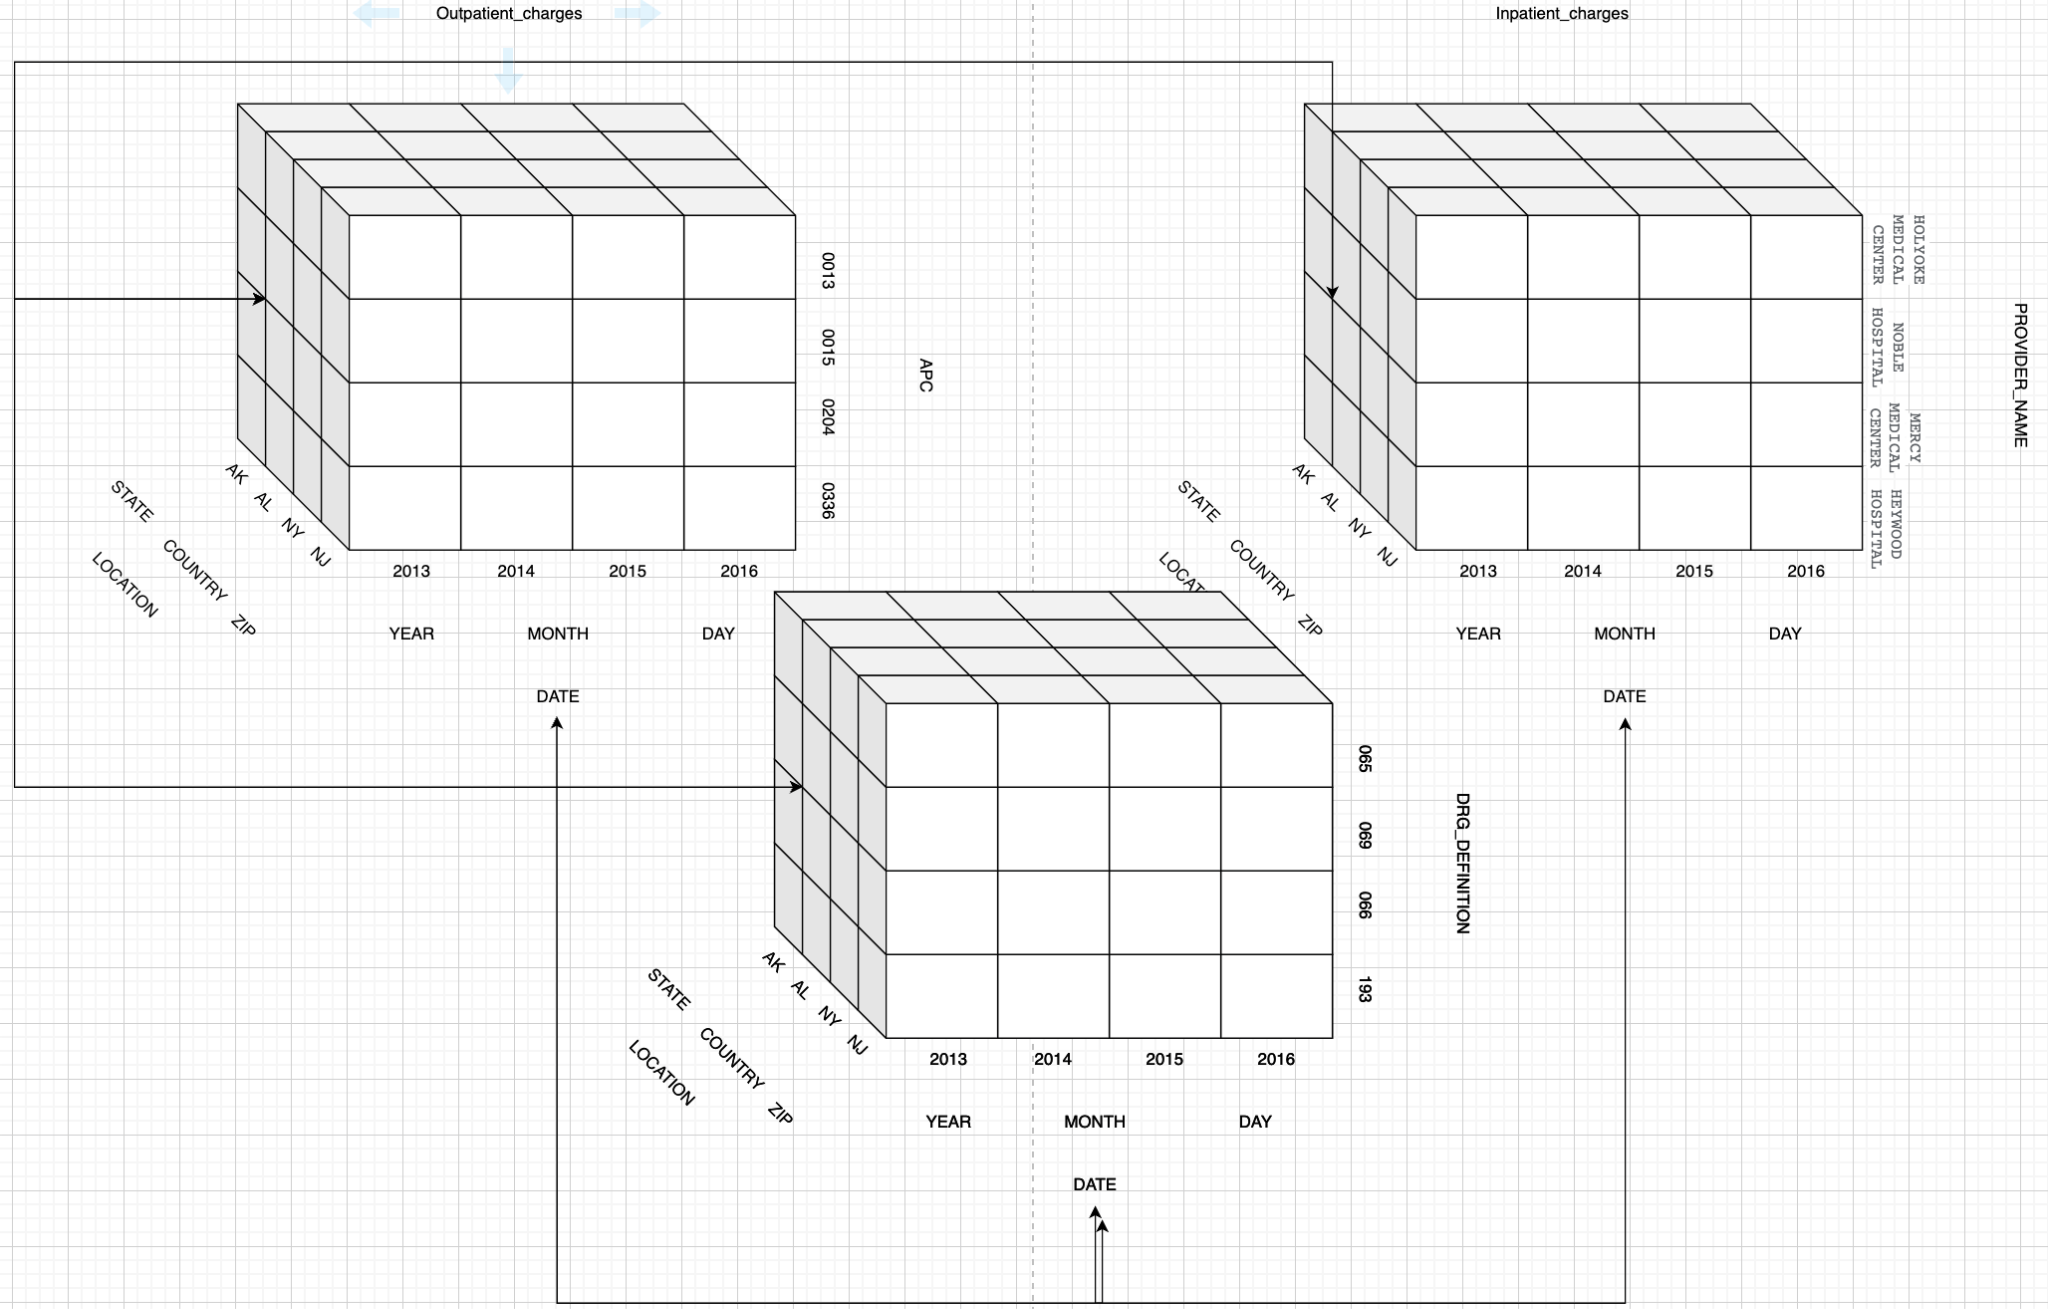 Outpatient_charges
Inpatient_charges
0013
0015
0204
0336
APC
AK
AL
NY
NJ
STATE
COUNTRY
ZIP
LOCATION
2013
2014
2015
2016
YEAR
MONTH
DAY
DATE
HOLYOKE
MEDICAL
CENTER
NOBLE
HOSPITAL
MERCY
MEDICAL
CENTER
HEYWOOD
HOSPITAL
PROVIDER_NAME
AK
AL
NY
NJ
STATE
COUNTRY
ZIP
LOCAT
2013
2014
2015
2016
YEAR
MONTH
DAY
DATE
065
069
066
193
DRG_DEFINITION
AK
AL
NY
NJ
STATE
COUNTRY
ZIP
LOCATION
2013
2014
2015
2016
YEAR
MONTH
DAY
DATE